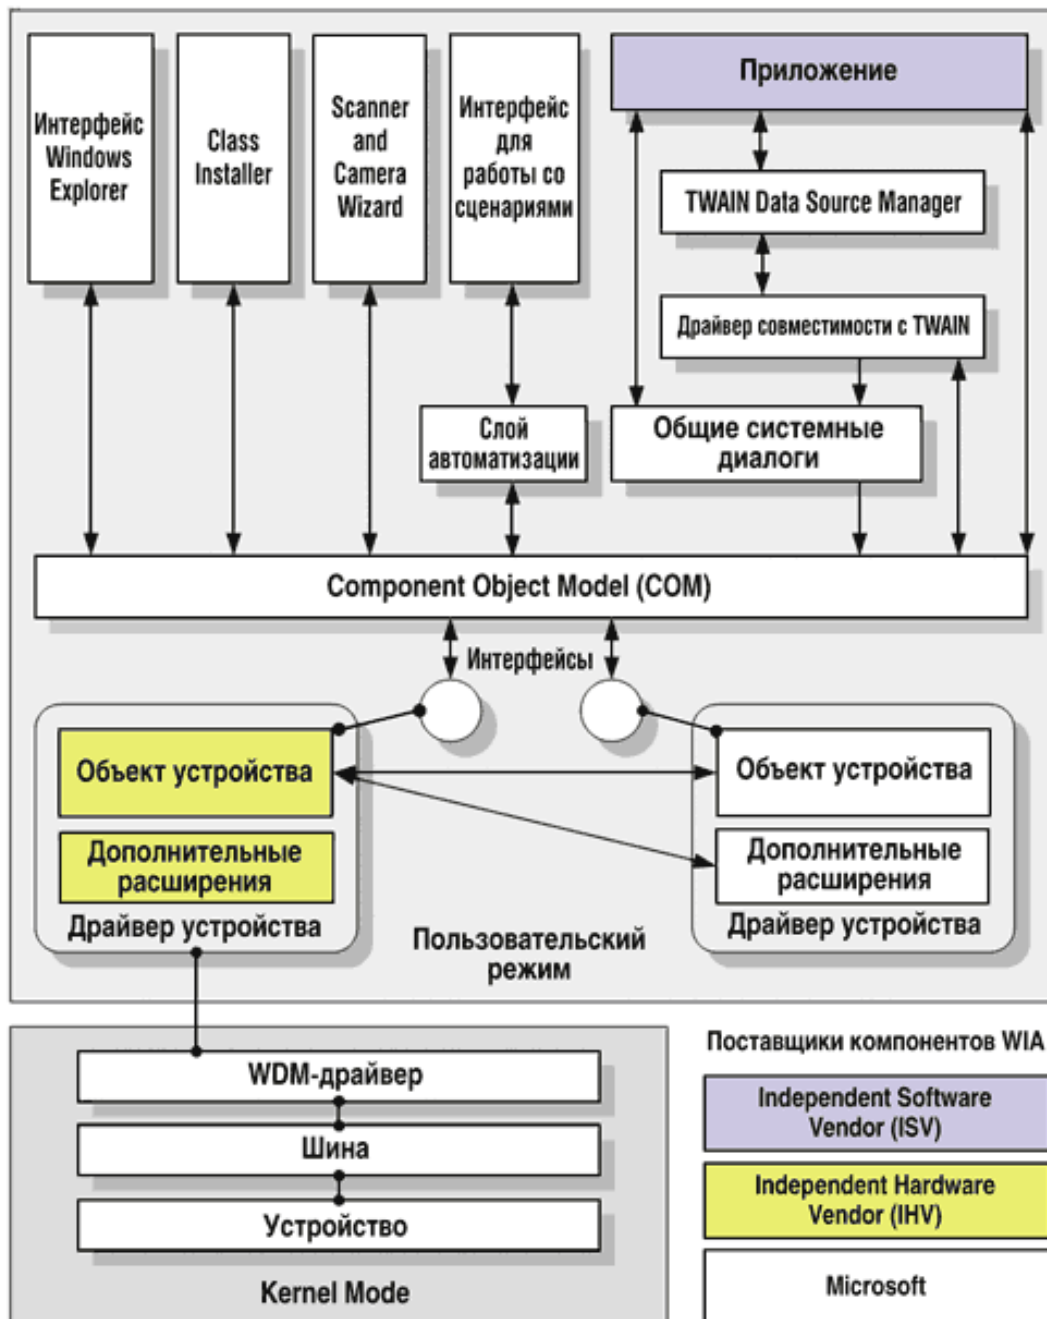 Интерфейс
Windows
Explorer
Class
Installer
Scanner
and
Camera
Wizard
Интерфейс
для
работы со
сценариями
Приложение
TWAIN Data Source Manager
Драйвер совместимости с TWAIN
Слой
автоматизации
Общие системные
диалоги
Component Object Model (COM)
Интерфейсы
Объект устройства
Дополнительные
расширения
Драйвер устройства
Объект устройства
Дополнительные
расширения
Драйвер устройства
Пользовательский
режим
WDM-драйвер
Шина
Устройство
Kernel Mode
Поставщики компонентов WIA
Independent Software
Vendor (ISV)
Independent Hardware
Vendor (IHV)
Microsoft